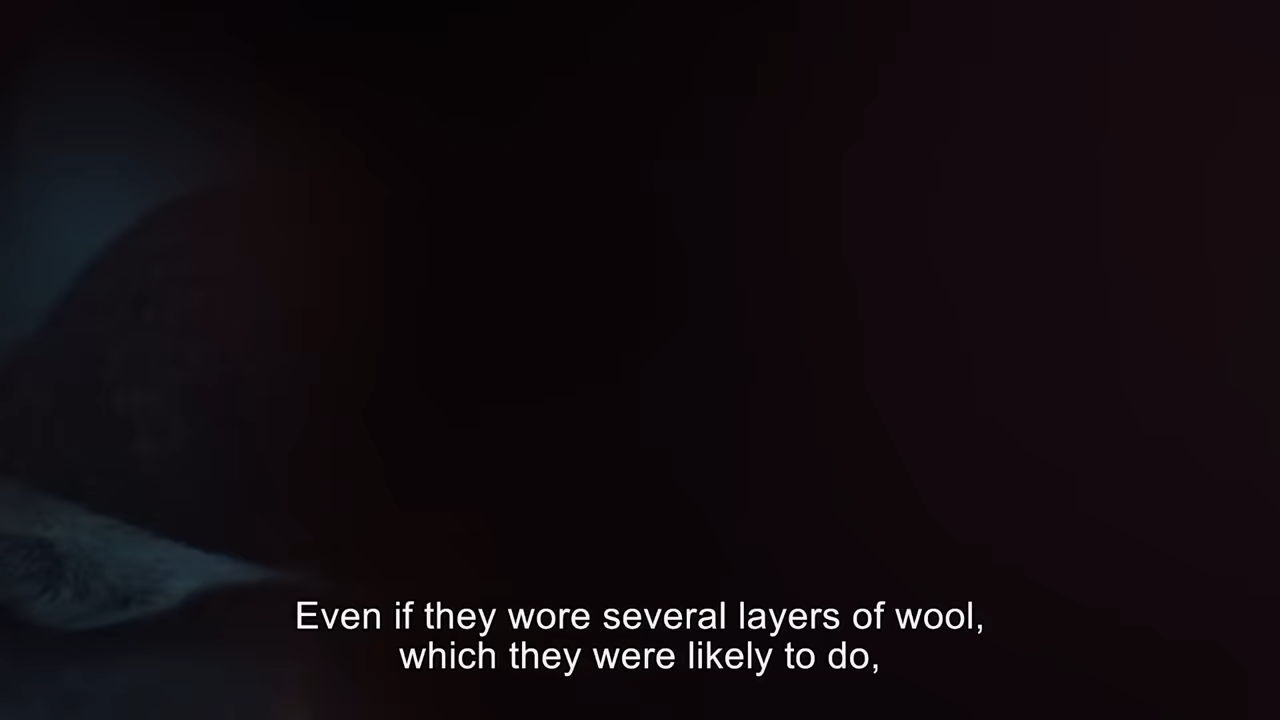 Even if they wore several layers of wool,
which they were likely to do,